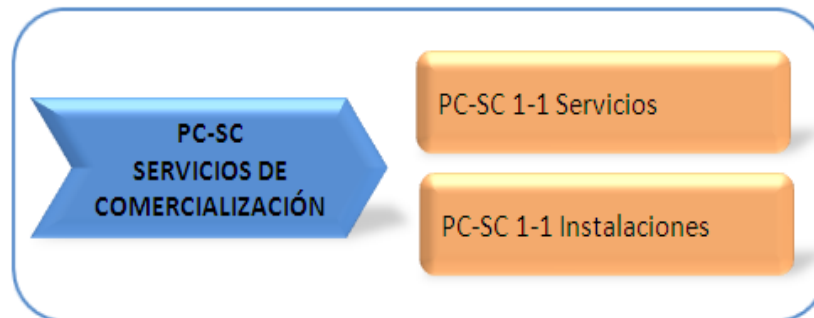 PC-SC
SERVICIOS DE
COMERCIALIZACIÓN
PC-SC 1-1 Servicios
PC-SC 1-1 Instalaciones